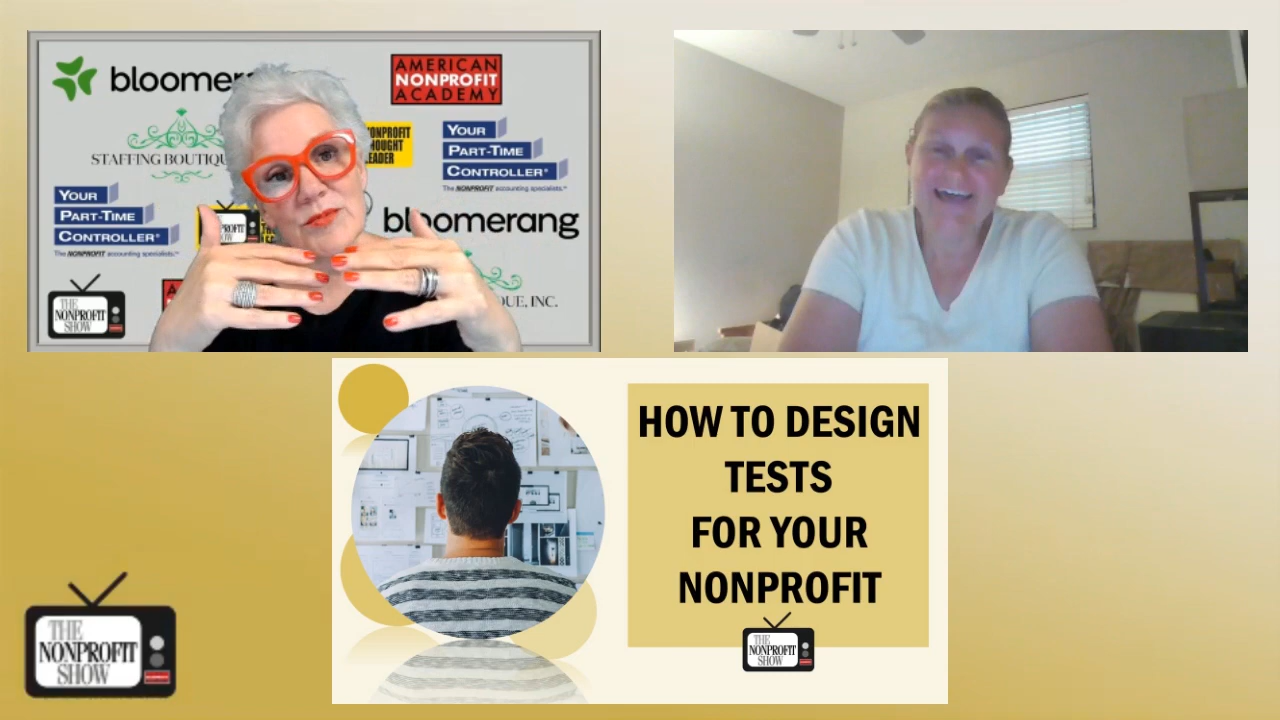 bloomerang
AMERICAN
NONPROFIT
ACADEMY
STAFFING BOUTIQUE
NONPROFIT
THOUGHT
LEADER
YOUR
PART-TIME
CONTROLLER
The NONPROFIT accounting specialists.
YOUR
PART-TIME
CONTROLLER
The NONPROFIT accounting specialists.
bloomerang
THE
NONPROFIT
SHOW
QUE, INC.
HOW TO DESIGN
TESTS
FOR YOUR
NONPROFIT
THE
NONPROFIT
SHOW
THE
NONPROFIT
SHOW